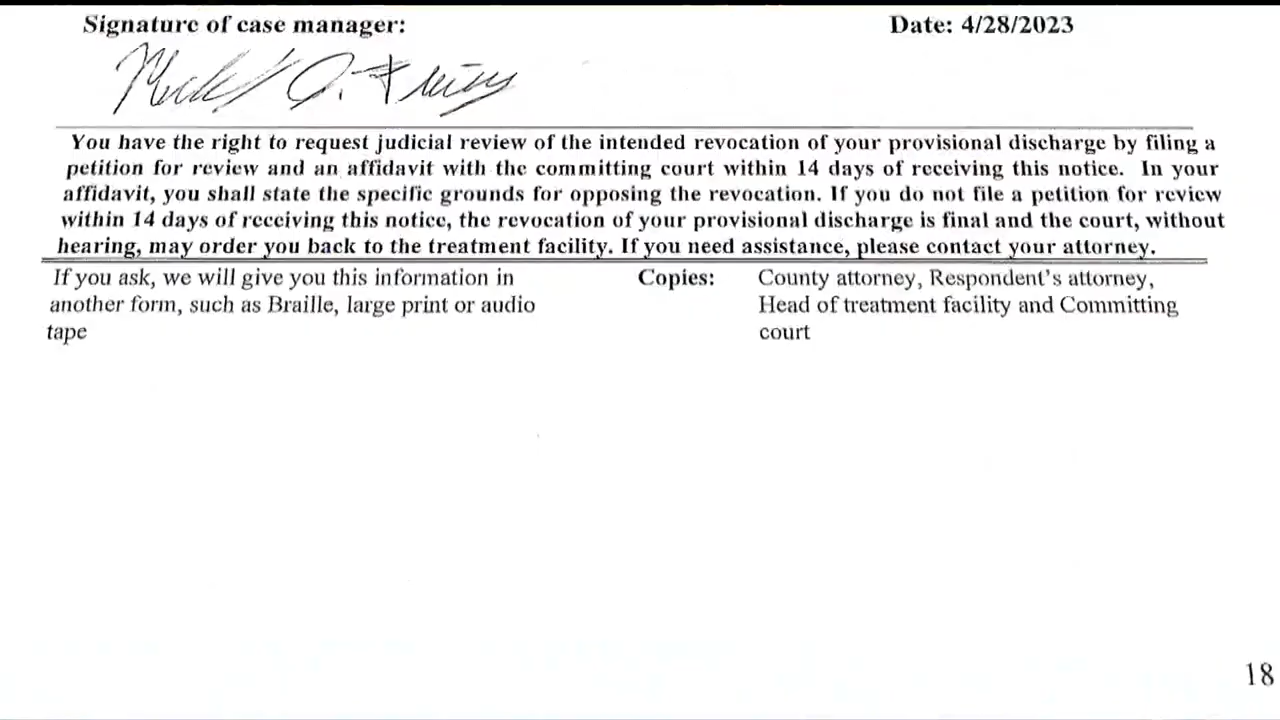 Signature of case manager: Date: 4/28/2023
You have the right to request judicial review of the intended revocation of your provisional discharge by filing a
petition for review and an affidavit with the committing court within 14 days of receiving this notice. In your
affidavit, you shall state the specific grounds for opposing the revocation. If you do not file a petition for review
within 14 days of receiving this notice, the revocation of your provisional discharge is final and the court, without
hearing, may order you back to the treatment facility. If you need assistance, please contact your attorney.
If you ask, we will give you this information in
another form, such as Braille, large print or audio
tape
Copies: County attorney, Respondent's attorney,
Head of treatment facility and Committing
court
18